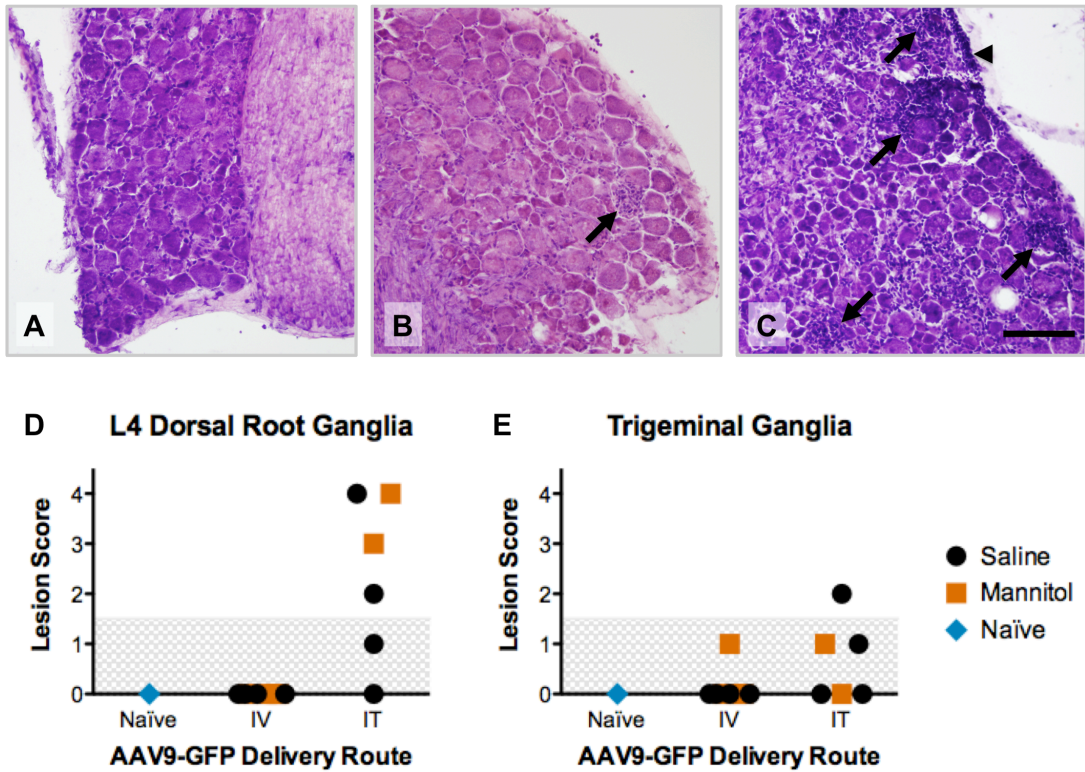 A
B
C
D
L4 Dorsal Root Ganglia
Lesion Score
4
3
2
1
0
Naïve
IV
IT
AAV9-GFP Delivery Route
E
Trigeminal Ganglia
Lesion Score
4
3
2
1
0
Naïve
IV
IT
AAV9-GFP Delivery Route
Saline
Mannitol
Naïve